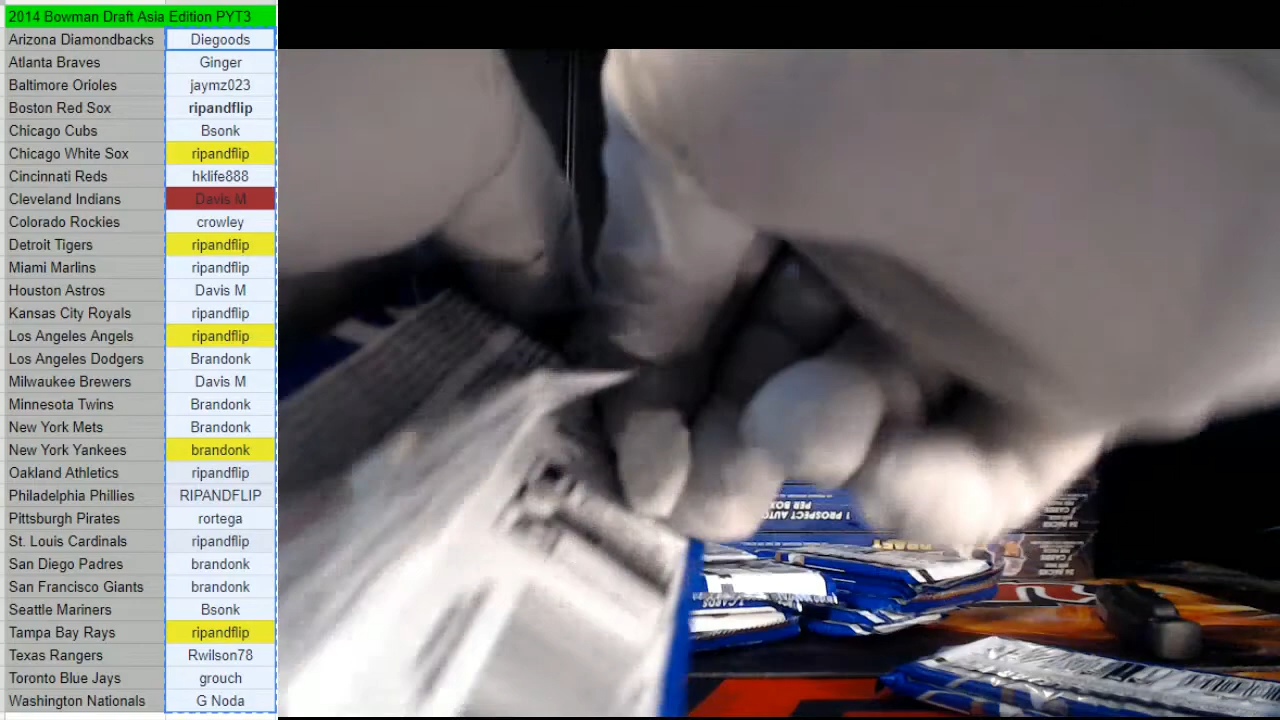 2014 Bowman Draft Asia Edition PYT3
Arizona Diamondbacks Diegoods
Atlanta Braves Ginger
Baltimore Orioles jaymz023
Boston Red Sox ripandflip
Chicago Cubs Bsonk
Chicago White Sox ripandflip
Cincinnati Reds hklife888
Cleveland Indians Davis M
Colorado Rockies crowley
Detroit Tigers ripandflip
Miami Marlins ripandflip
Houston Astros Davis M
Kansas City Royals ripandflip
Los Angeles Angels ripandflip
Los Angeles Dodgers Brandonk
Milwaukee Brewers Davis M
Minnesota Twins Brandonk
New York Mets Brandonk
New York Yankees brandonk
Oakland Athletics ripandflip
Philadelphia Phillies RIPANDFLIP
Pittsburgh Pirates rortega
St. Louis Cardinals ripandflip
San Diego Padres brandonk
San Francisco Giants brandonk
Seattle Mariners Bsonk
Tampa Bay Rays ripandflip
Texas Rangers Rwilson78
Toronto Blue Jays grouch
Washington Nationals G Noda
1 PROSPECT AUTO
PER BOX